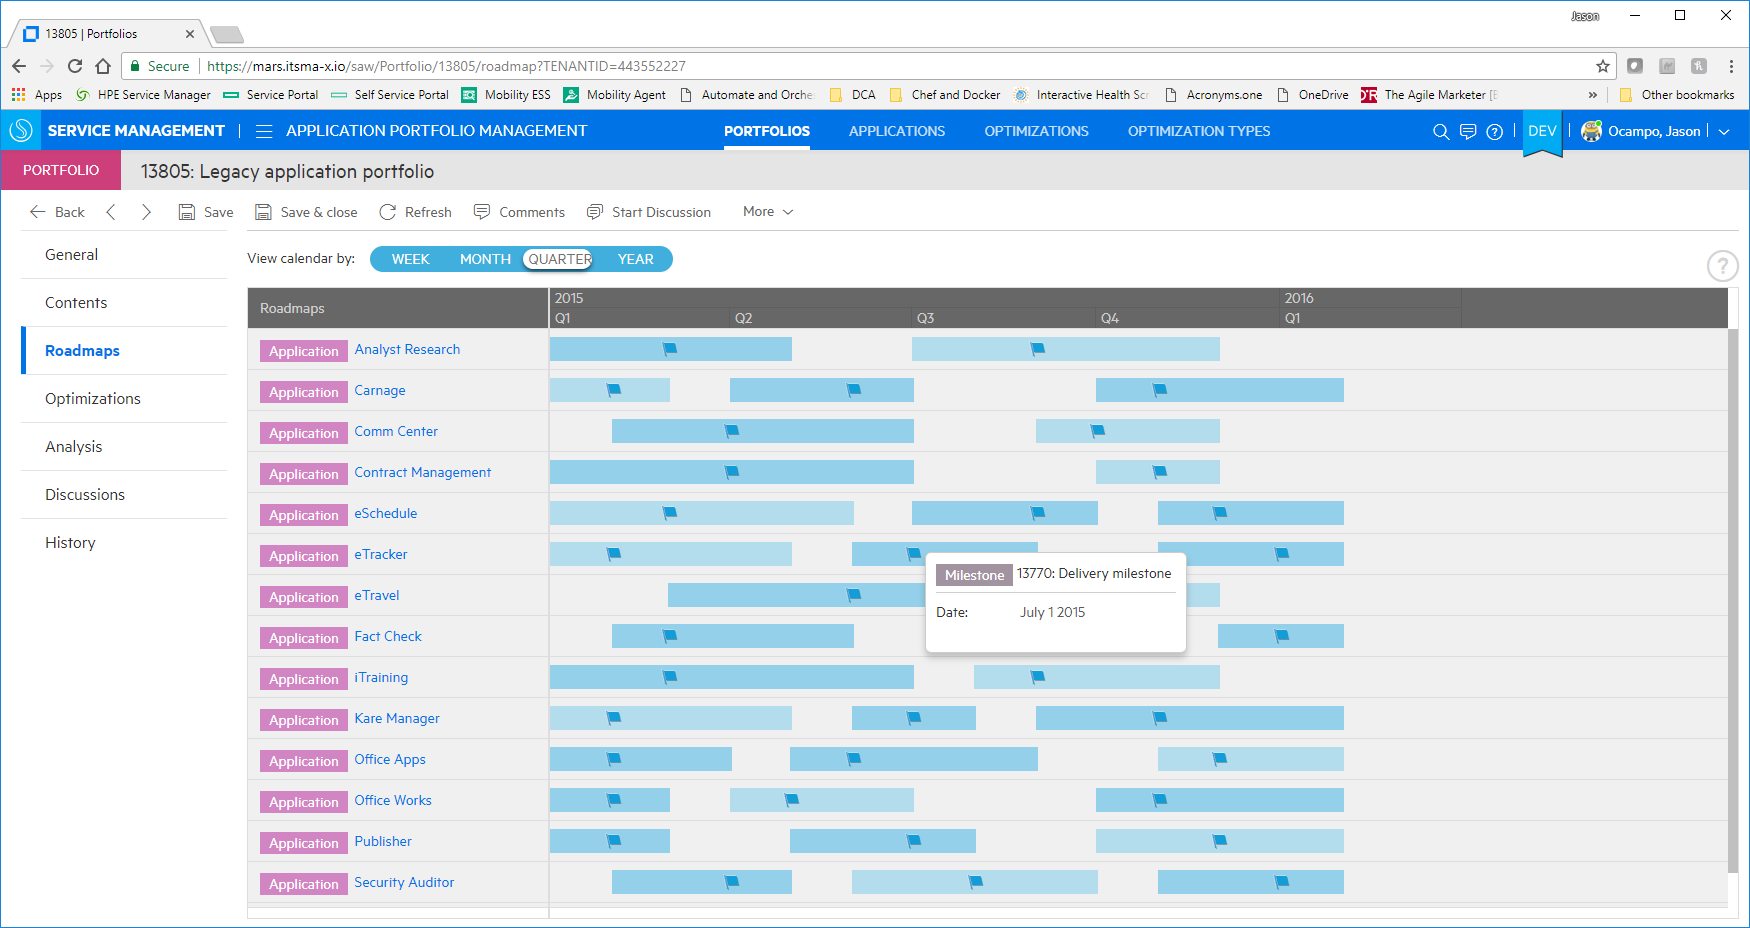 Jason
13805 | Portfolios
Secure https://mars.itsma-x.io/saw/Portfolio/13805/roadmap?TENANTID=443552227
Apps HPE Service Manager Service Portal Self Service Portal Mobility ESS Mobility Agent Automate and Orche DCA Chef and Docker Interactive Health Sc Acronyms.one OneDrive The Agile Marketer [E » Other bookmarks
SERVICE MANAGEMENT APPLICATION PORTFOLIO MANAGEMENT PORTFOLIOS APPLICATIONS OPTIMIZATIONS OPTIMIZATION TYPES DEV Ocampo, Jason
PORTFOLIO 13805: Legacy application portfolio
Back Save Save & close Refresh Comments Start Discussion More
General
Contents
Roadmaps
Optimizations
Analysis
Discussions
History
View calendar by: WEEK MONTH QUARTER YEAR
?
Roadmaps
2015 2016
Q1 Q2 Q3 Q4 Q1
Application Analyst Research
Application Carnage
Application Comm Center
Application Contract Management
Application eSchedule
Application eTracker
Application eTravel
Application Fact Check
Application iTraining
Application Kare Manager
Application Office Apps
Application Office Works
Application Publisher
Application Security Auditor
Milestone 13770: Delivery milestone
Date: July 1 2015